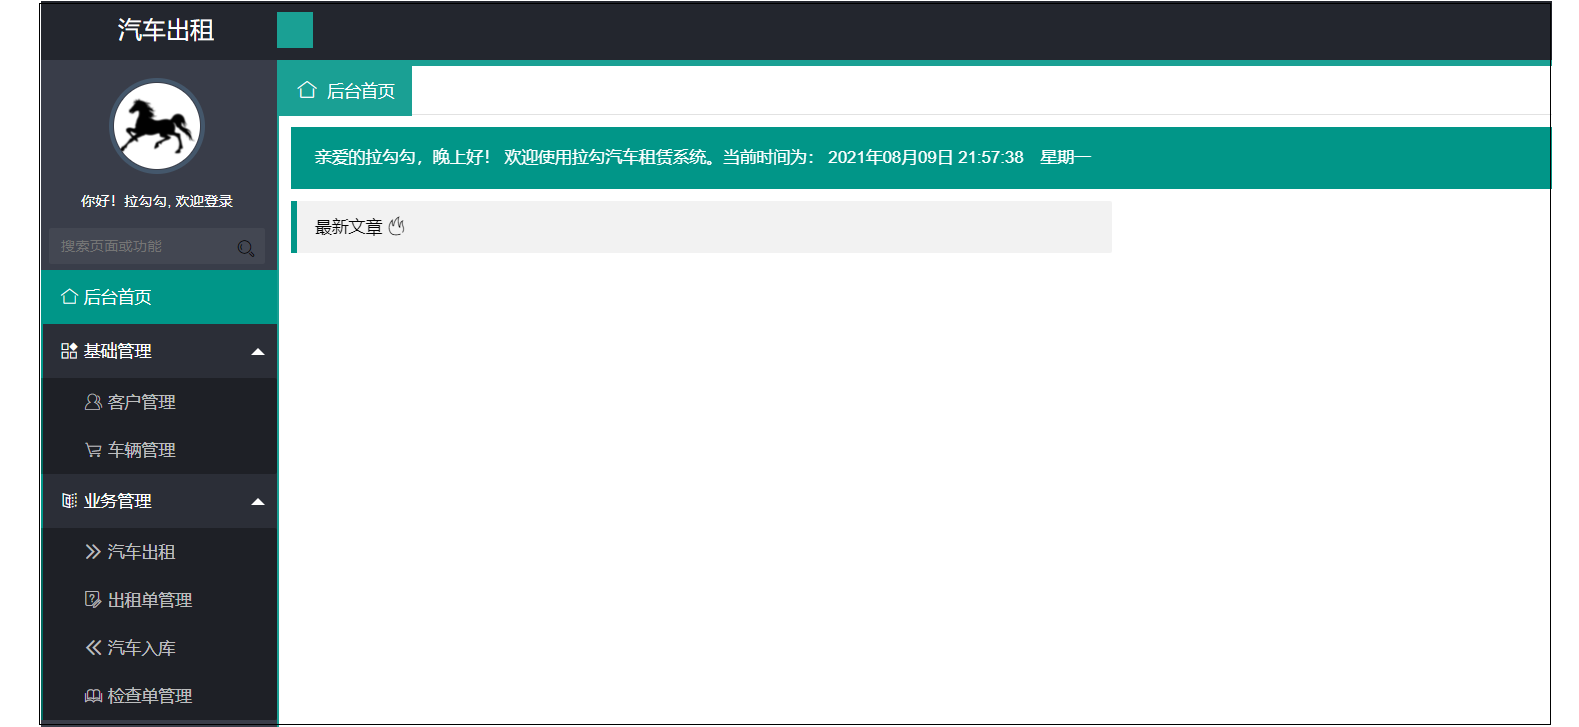 汽车出租
你好！拉勾勾, 欢迎登录
搜索页面或功能
后台首页
基础管理
客户管理
车辆管理
业务管理
汽车出租
出租单管理
汽车入库
检查单管理
后台首页
亲爱的拉勾勾，晚上好！ 欢迎使用拉勾汽车租赁系统。当前时间为： 2021年08月09日 21:57:38 星期一
最新文章